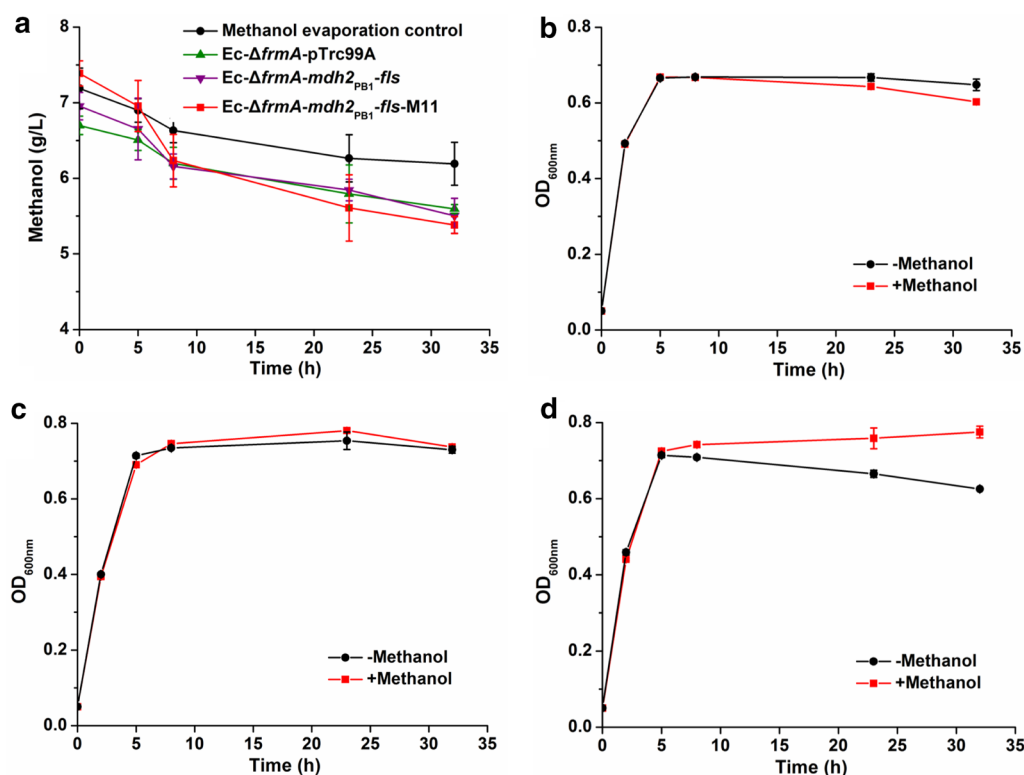 a
8
7
6
5
4
Methanol (g/L)
Methanol evaporation control
Ec-ΔfrmA-pTrc99A
Ec-ΔfrmA-mdh2PB1-fls
Ec-ΔfrmA-mdh2PB1-fls-M11
0 5 10 15 20 25 30 35
Time (h)
b
0.8
0.6
0.4
0.2
0.0
OD600nm
-Methanol
+Methanol
0 5 10 15 20 25 30 35
Time (h)
c
0.8
0.6
0.4
0.2
0.0
OD600nm
-Methanol
+Methanol
0 5 10 15 20 25 30 35
Time (h)
d
0.8
0.6
0.4
0.2
0.0
OD600nm
-Methanol
+Methanol
0 5 10 15 20 25 30 35
Time (h)